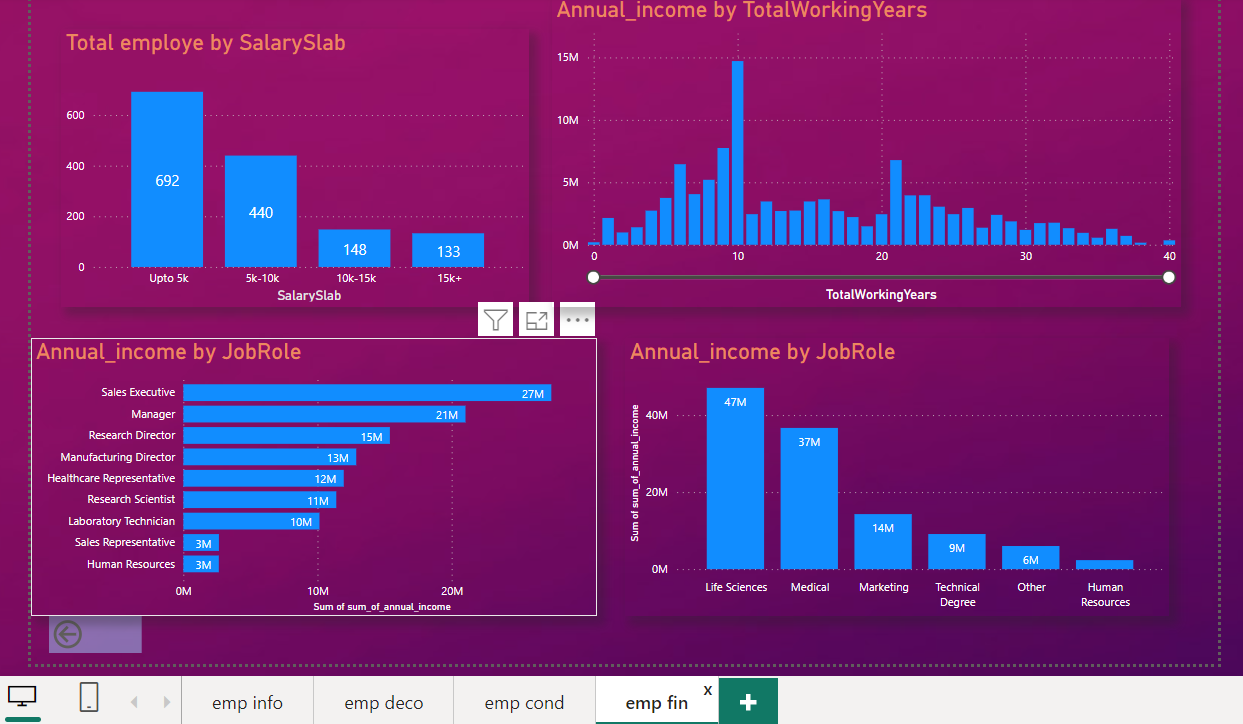 Annual_income by TotalWorkingYears
Total employe by SalarySlab
600
400
200
0
692
440
148
133
Upto 5k
5k-10k
10k-15k
15k+
SalarySlab
15M
10M
5M
0M
0
10
20
30
40
TotalWorkingYears
Annual_income by JobRole
Sales Executive
27M
Manager
21M
Research Director
15M
Manufacturing Director
13M
Healthcare Representative
12M
Research Scientist
11M
Laboratory Technician
10M
Sales Representative
3M
Human Resources
3M
0M
10M
20M
Sum of sum_of_annual_income
Annual_income by JobRole
Sum of sum_of_annual_income
40M
20M
0M
47M
37M
14M
9M
6M
Life Sciences
Medical
Marketing
Technical
Degree
Other
Human
Resources
emp info
emp deco
emp cond
emp fin
x